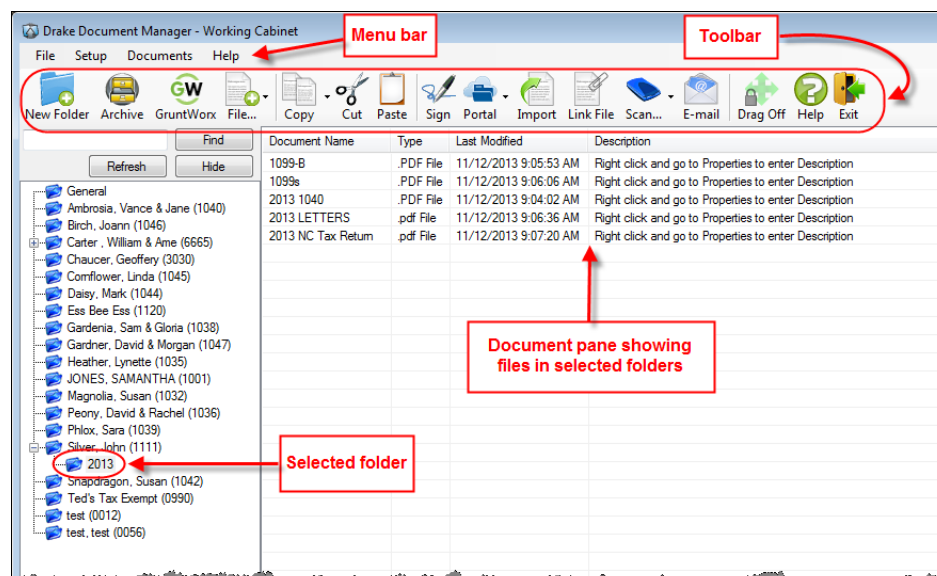 Drake Document Manager - Working Cabinet
Menu bar
Toolbar
File Setup Documents Help
GW
New Folder Archive GruntWorx File... Copy Cut Paste Sign Portal Import Link File Scan... E-mail Drag Off Help Exit
Find
Refresh Hide
Document Name Type Last Modified Description
1099-B .PDF File 11/12/2013 9:05:53 AM Right click and go to Properties to enter Description
1099s .PDF File 11/12/2013 9:06:06 AM Right click and go to Properties to enter Description
2013 1040 .PDF File 11/12/2013 9:04:02 AM Right click and go to Properties to enter Description
2013 LETTERS .pdf File 11/12/2013 9:06:36 AM Right click and go to Properties to enter Description
2013 NC Tax Return .pdf File 11/12/2013 9:07:20 AM Right click and go to Properties to enter Description
General
Ambrosia, Vance & Jane (1040)
Birch, Joann (1046)
Carter , William & Ame (6665)
Chaucer, Geoffery (3030)
Cornflower, Linda (1045)
Daisy, Mark (1044)
Ess Bee Ess (1120)
Gardenia, Sam & Gloria (1038)
Gardner, David & Morgan (1047)
Heather, Lynette (1035)
JONES, SAMANTHA (1001)
Magnolia, Susan (1032)
Peony, David & Rachel (1036)
Phlox, Sara (1039)
Silver, John (1111)
2013
Snapdragon, Susan (1042)
Ted's Tax Exempt (0990)
test (0012)
test, test (0056)
Document pane showing
files in selected folders
Selected folder